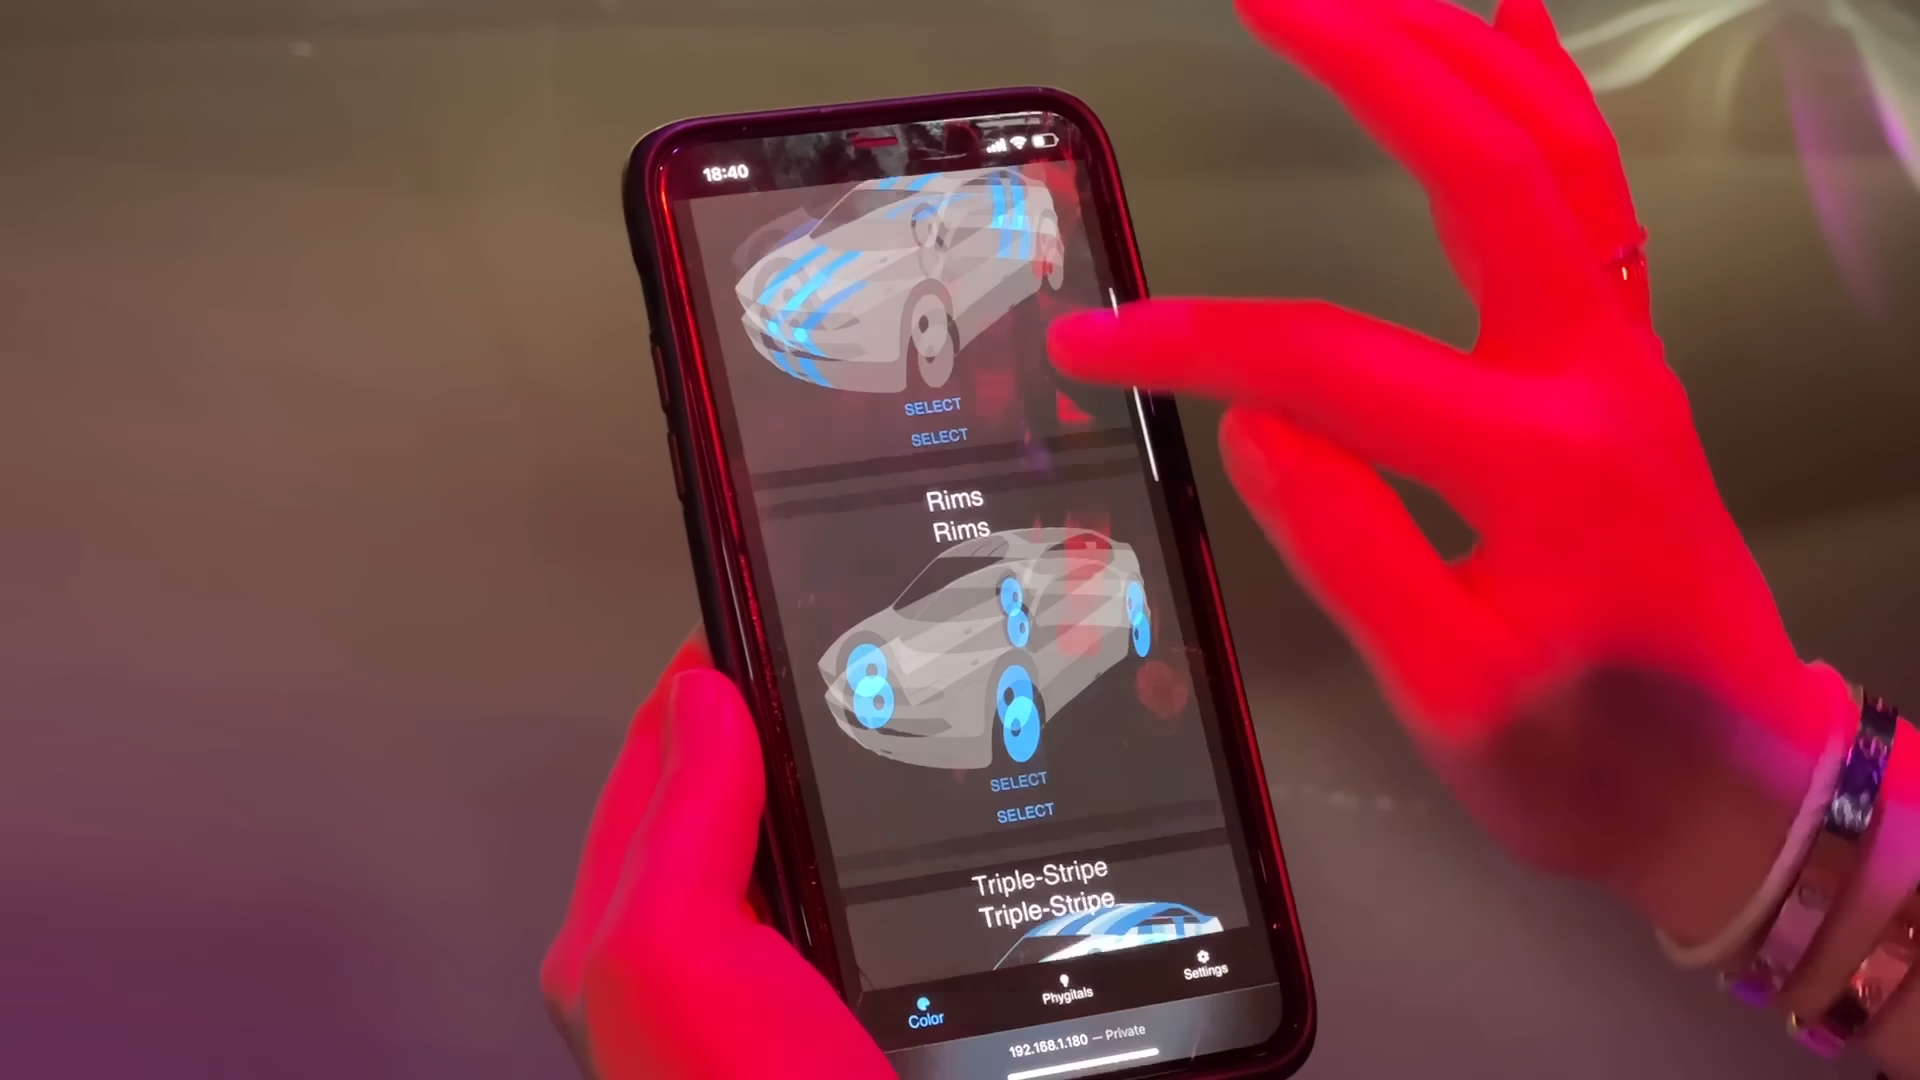 18:40
SELECT
SELECT
Rims
Rims
SELECT
SELECT
Triple-Stripe
Triple-Stripe
Color
Phygitals
Settings
192.168.1.180 — Private